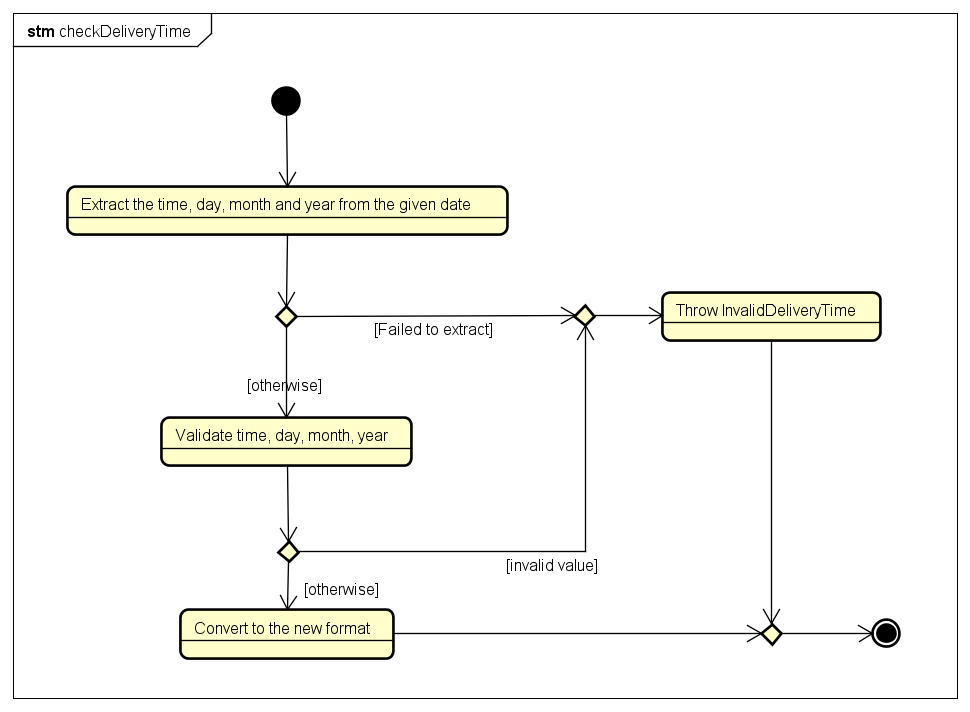 stm checkDeliveryTime
Extract the time, day, month and year from the given date
Throw InvalidDeliveryTime
[Failed to extract]
[otherwise]
Validate time, day, month, year
[invalid value]
[otherwise]
Convert to the new format